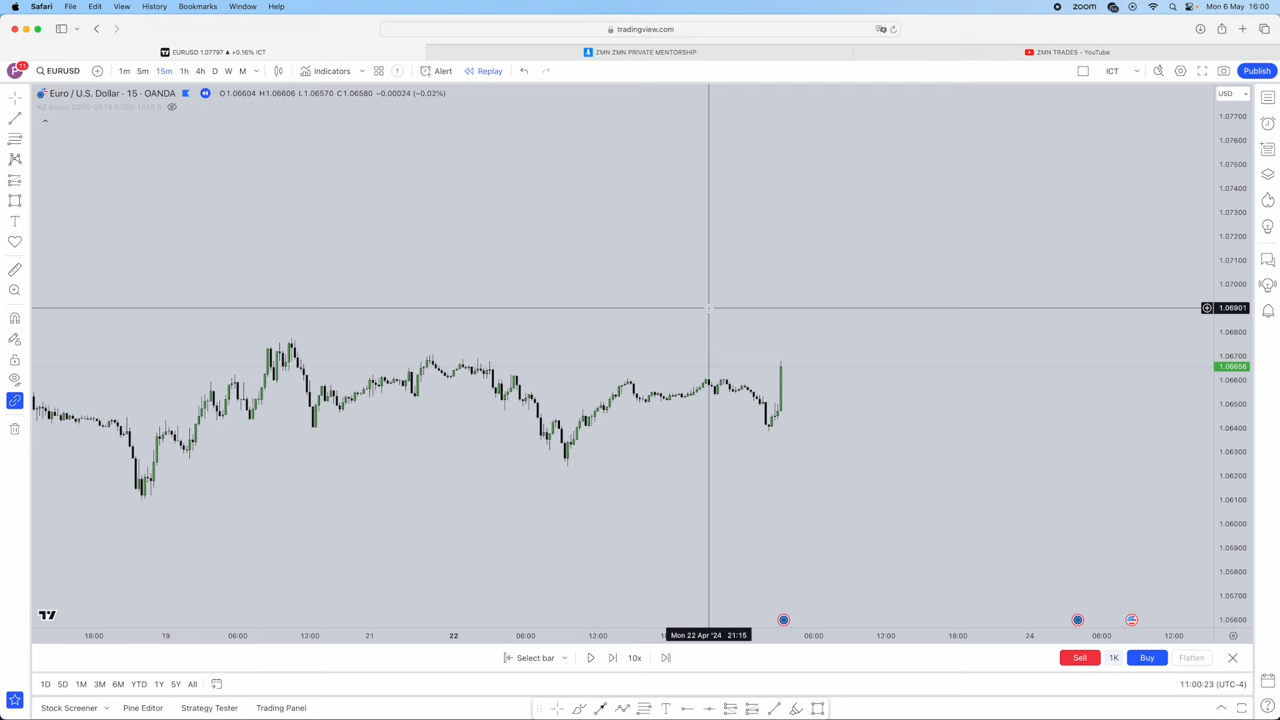 Safari File Edit View History Bookmarks Window Help
zoom Mon 6 May 16:00
tradingview.com
EURUSD 1.07797 ▲ +0.16% ICT
ZMN ZMN PRIVATE MENTORSHIP
ZMN TRADES - YouTube
11
EURUSD 1m 5m 15m 1h 4h D W M Indicators T Alert Replay ICT Publish
Euro / U.S. Dollar · 15 · OANDA O1.06604 H1.06606 L1.06570 C1.06580 −0.00024 (−0.02%)
USD
1.07700
1.07600
1.07500
1.07400
1.07300
1.07200
1.07100
1.07000
1.06901
1.06800
1.06700
1.06656
1.06600
1.06500
1.06400
1.06300
1.06200
1.06100
1.06000
1.05900
1.05800
1.05700
1.05600
18:00 19 06:00 12:00 21 22 06:00 12:00 Mon 22 Apr '24 21:15 06:00 12:00 18:00 24 06:00 12:00
Select bar 10x Sell 1K Buy Flatten
1D 5D 1M 3M 6M YTD 1Y 5Y All 11:00:23 (UTC-4)
Stock Screener Pine Editor Strategy Tester Trading Panel